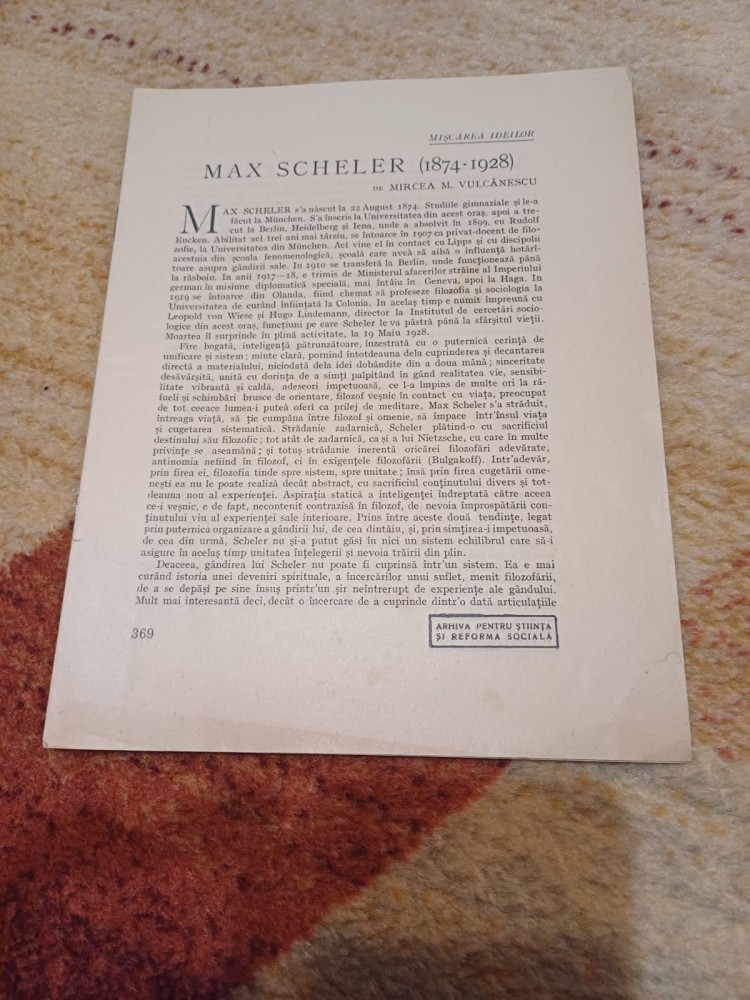 MIȘCAREA IDEILOR
MAX SCHELER (1874-1928)
DE MIRCEA M. VULCĂNESCU
MAX SCHELER s'a născut la 22 August 1874. Studiile gimnaziale și le-a
făcut la München. S'a înscris la Universitatea din acest oraș, apoi a tre-
cut la Berlin, Heidelberg și Iena, unde a absolvit în 1899, cu Rudolf
Eucken. Abilitat aci trei ani mai târziu, se întoarce în 1907 ca privat-docent de filo-
zofie, la Universitatea din München. Aci vine el în contact cu Lipps și cu discipolii
acestuia din școala fenomenologică, școală care aveà să aibă o influență hotărî-
toare asupra gândirii sale. In 1910 se transferă la Berlin, unde funcționează până
la răsboiu. In anii 1917—18, e trimis de Ministerul afacerilor străine al Imperiului
german în misiune diplomatică specială, mai întâiu în Geneva, apoi la Haga. In
1919 se întoarce din Olanda, fiind chemat să profeseze filozofia și sociologia la
Universitatea de curând înființată la Colonia. In acelaș timp e numit împreună cu
Leopold von Wiese și Hugo Lindemann, director la Institutul de cercetări socio-
logice din acest oraș, funcțiuni pe care Scheler le va păstrà până la sfârșitul vieții.
Moartea îl surprinde în plină activitate, la 19 Maiu 1928.
Fire bogată, inteligență pătrunzătoare, înzestrată cu o puternică cerință de
unificare și sistem; minte clară, pornind întotdeauna dela cuprinderea și decantarea
directă a materialului, niciodată dela idei dobândite din a doua mână; sinceritate
desăvârșită, unită cu dorința de a simți palpitând în gând realitatea vie, sensibi-
litate vibrantă și caldă, adeseori impetuoasă, ce l-a împins de multe ori la ră-
fueli și schimbări brusce de orientare, filozof veșnic în contact cu viața, preocupat
de tot ceeace lumea-i puteà oferì ca prilej de meditare, Max Scheler s'a străduit,
întreaga viață, să ție cumpăna între filozof și omenie, să împace într'însul viața
și cugetarea sistematică. Strădanie zadarnică, Scheler plătind-o cu sacrificiul
destinului său filozofic; tot atât de zadarnică, ca și a lui Nietzsche, cu care în multe
privințe se aseamănă; și totuș strădanie inerentă oricărei filozofări adevărate,
antinomia nefiind în filozof, ci în exigențele filozofării (Bulgakoff). Intr'adevăr,
prin firea ei, filozofia tinde spre sistem, spre unitate; însă prin firea cugetării ome-
nești ea nu le poate realizà decât abstract, cu sacrificiul conținutului divers și tot-
deauna nou al experienței. Aspirația statică a inteligenței îndreptată către aceea
ce-i veșnic, e de fapt, necontenit contrazisă în filozof, de nevoia împrospătării con-
ținutului viu al experienței sale interioare. Prins între aceste două tendințe, legat
prin puternica organizare a gândirii lui, de cea dintâiu, și, prin simțirea-i impetuoasă,
de cea din urmă, Scheler nu și-a putut găsì în nici un sistem echilibrul care să-i
asigure în acelaș timp unitatea înțelegerii și nevoia trăirii din plin.
Deaceea, gândirea lui Scheler nu poate fi cuprinsă într'un sistem. Ea e mai
curând istoria unei deveniri spirituale, a încercărilor unui suflet, menit filozofării,
de a se depășì pe sine însuș printr'un șir neîntrerupt de experiențe ale gândului.
Mult mai interesantă deci, decât o încercare de a cuprinde dintr'o dată articulațiile
369
ARHIVA PENTRU ȘTIINȚA
ȘI REFORMA SOCIALĂ